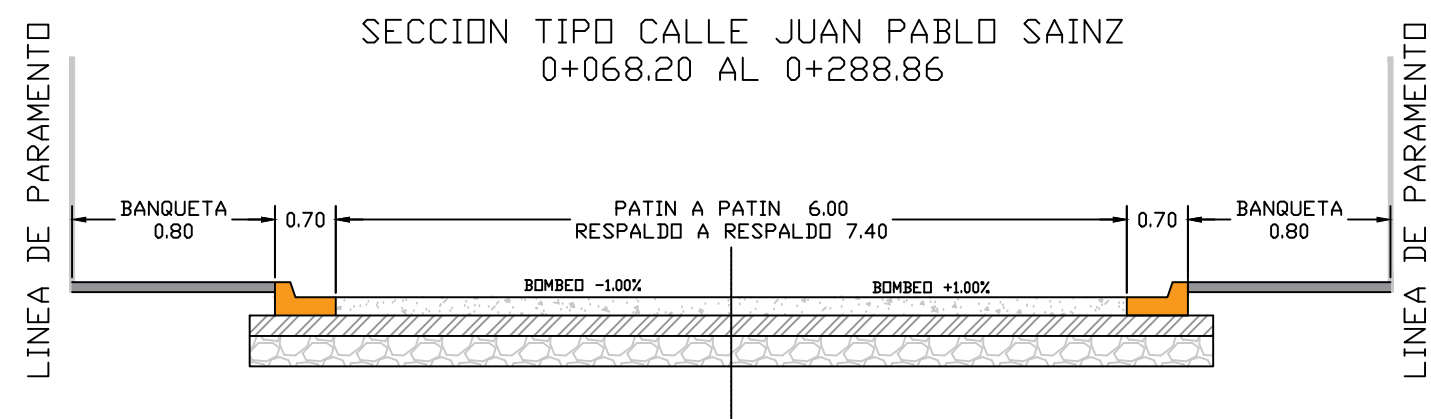 SECCION TIPO CALLE JUAN PABLO SAINZ
0+068.20 AL 0+288.86
LINEA DE PARAMENTO
BANQUETA
0.80
0.70
PATIN A PATIN 6.00
RESPALDO A RESPALDO 7.40
0.70
BANQUETA
0.80
BOMBEO -1.00%
BOMBEO +1.00%
LINEA DE PARAMENTO